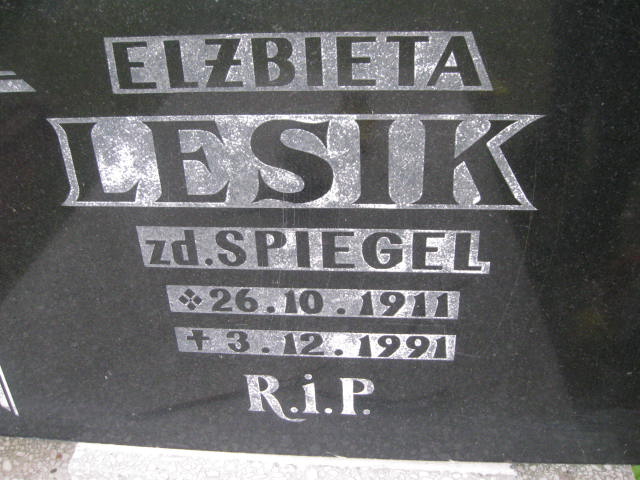 ELŻBIETA
LESIK
zd. SPIEGEL
❖ 26.10.1911
✝ 3.12.1991
R.i.P.